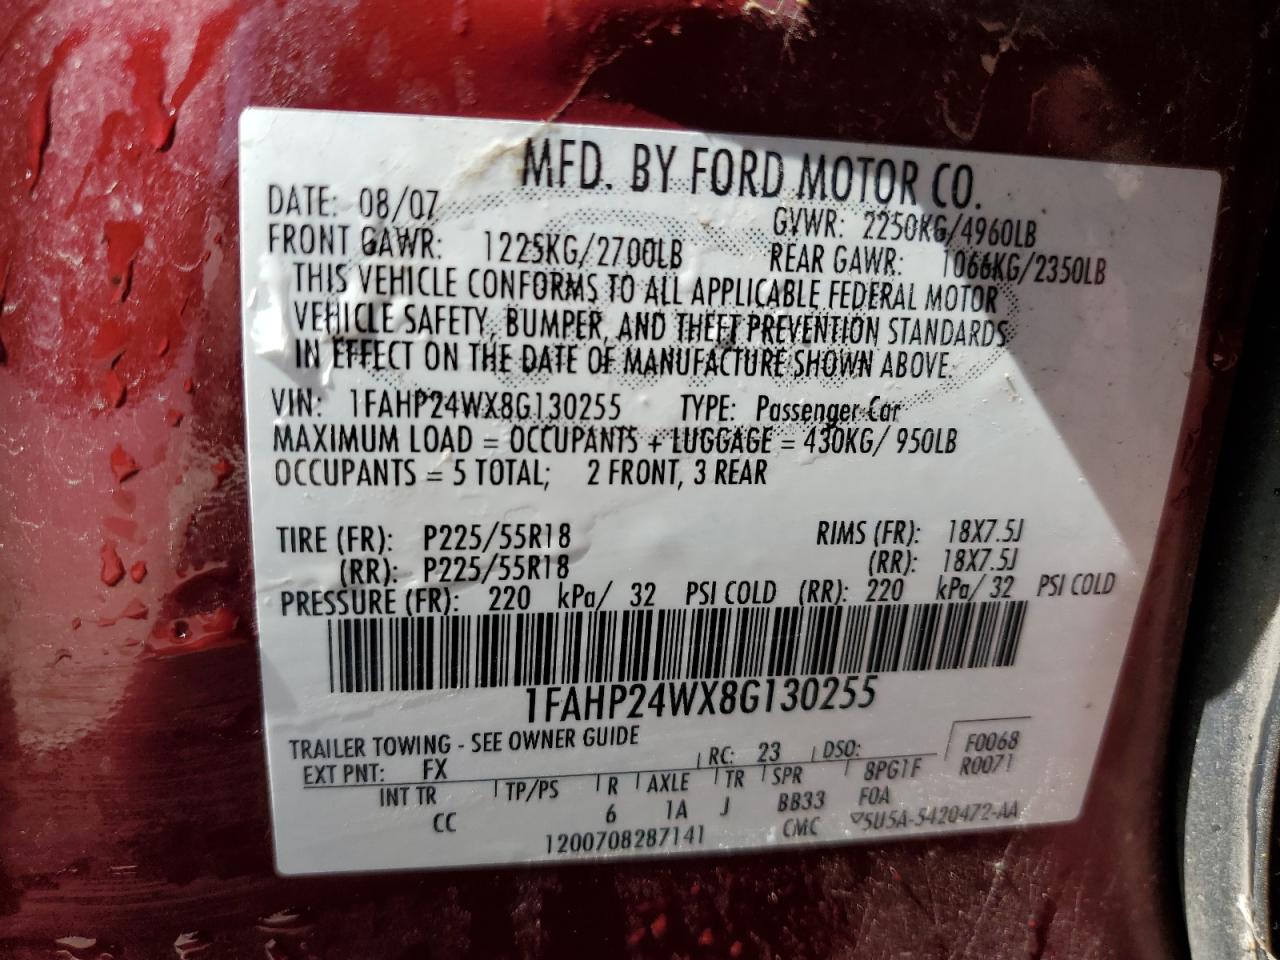 MFD. BY FORD MOTOR CO.
DATE: 08/07 GVWR: 2250KG/4960LB
FRONT GAWR: 1225KG/2700LB REAR GAWR: 1066KG/2350LB
THIS VEHICLE CONFORMS TO ALL APPLICABLE FEDERAL MOTOR
VEHICLE SAFETY, BUMPER, AND THEFT PREVENTION STANDARDS
IN EFFECT ON THE DATE OF MANUFACTURE SHOWN ABOVE.
VIN: 1FAHP24WX8G130255 TYPE: Passenger Car
MAXIMUM LOAD = OCCUPANTS + LUGGAGE = 430KG/ 950LB
OCCUPANTS = 5 TOTAL; 2 FRONT, 3 REAR
TIRE (FR): P225/55R18 RIMS (FR): 18X7.5J
(RR): P225/55R18 (RR): 18X7.5J
PRESSURE (FR): 220 kPa/ 32 PSI COLD (RR): 220 kPa/ 32 PSI COLD
1FAHP24WX8G130255
TRAILER TOWING - SEE OWNER GUIDE
EXT PNT: FX RC: 23 DSO: F0068
INT TR TP/PS R AXLE TR SPR 8PG1F R0071
CC 6 1A J BB33 F0A
1200708287141 CMC 5U5A-5420472-AA